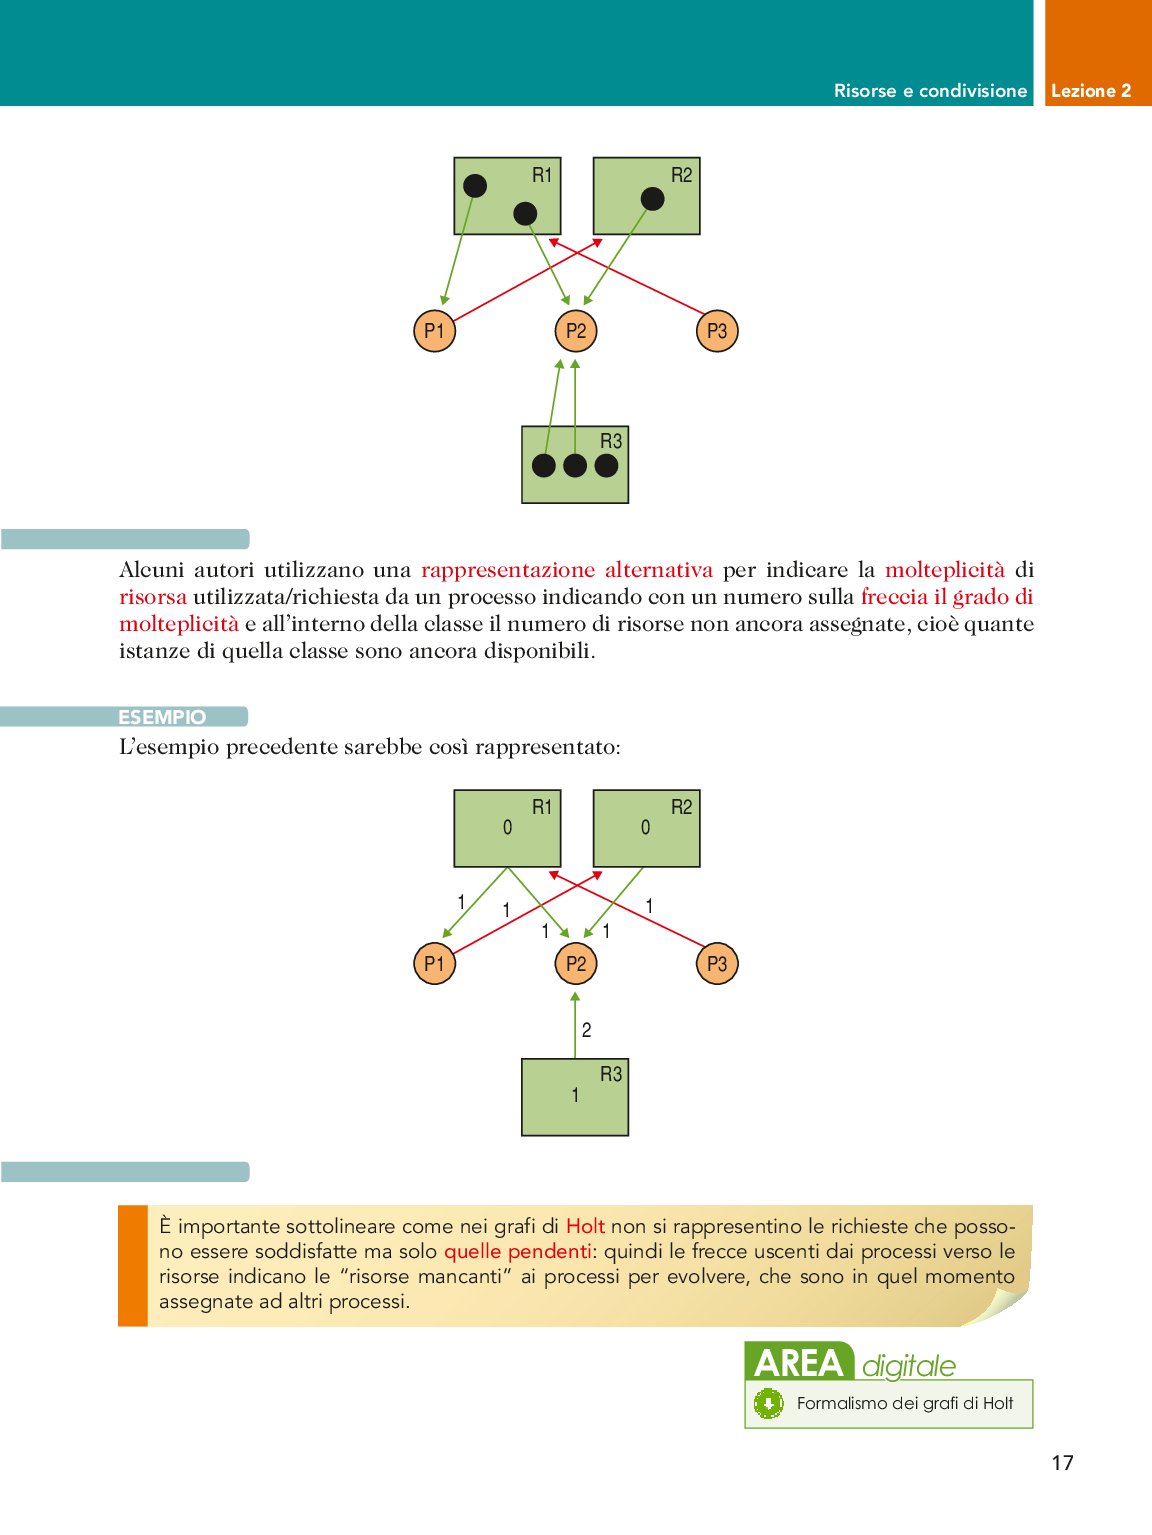 Risorse e condivisione Lezione 2
R1 R2
P1 P2 P3
R3
Alcuni autori utilizzano una rappresentazione alternativa per indicare la molteplicità di
risorsa utilizzata/richiesta da un processo indicando con un numero sulla freccia il grado di
molteplicità e all’interno della classe il numero di risorse non ancora assegnate, cioè quante
istanze di quella classe sono ancora disponibili.
ESEMPIO
L’esempio precedente sarebbe così rappresentato:
R1 R2
0 0
1 1 1
1 1
P1 P2 P3
2
R3
1
È importante sottolineare come nei grafi di Holt non si rappresentino le richieste che posso-
no essere soddisfatte ma solo quelle pendenti: quindi le frecce uscenti dai processi verso le
risorse indicano le “risorse mancanti” ai processi per evolvere, che sono in quel momento
assegnate ad altri processi.
AREA digitale
Formalismo dei grafi di Holt
17